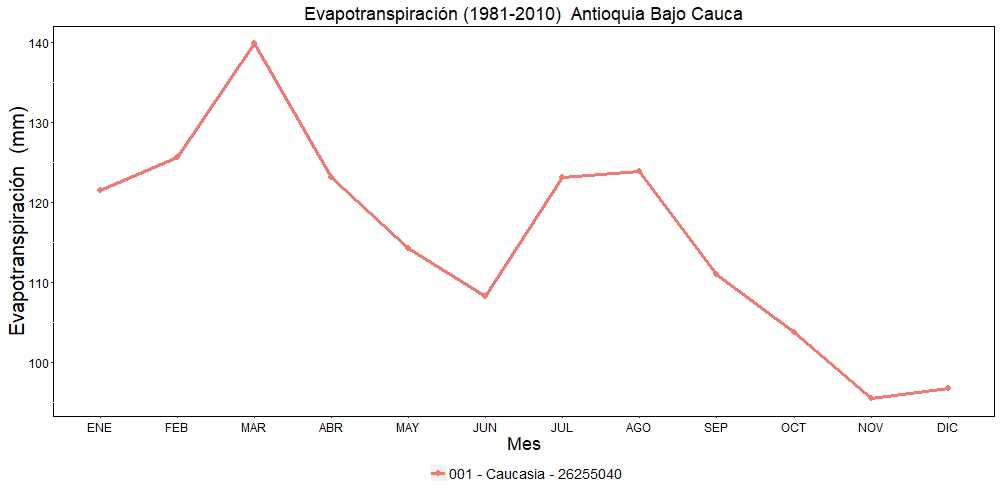 Evapotranspiración (1981-2010)  Antioquia Bajo Cauca
Evapotranspiración  (mm)
140
130
120
110
100
ENE FEB MAR ABR MAY JUN JUL AGO SEP OCT NOV DIC
Mes
001 - Caucasia - 26255040